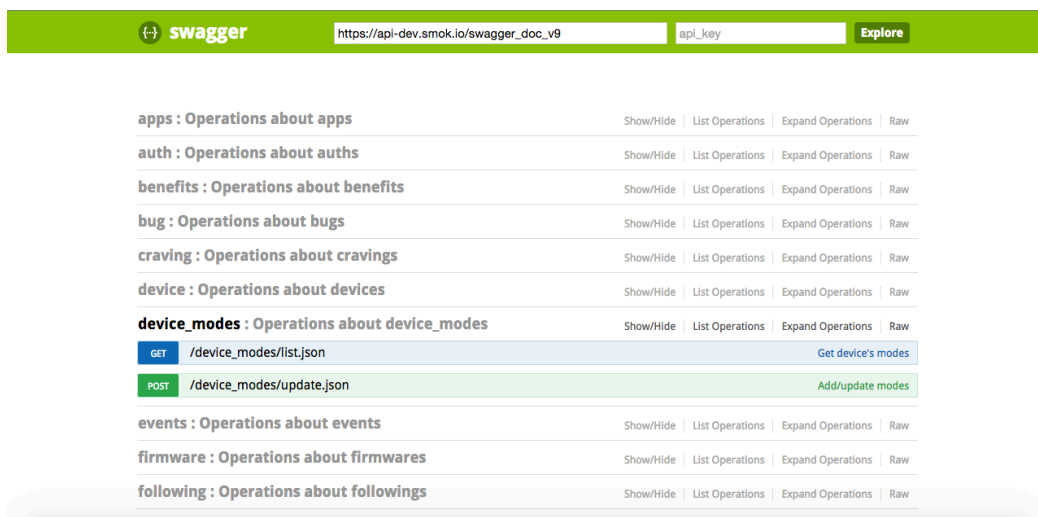 {··} swagger https://api-dev.smok.io/swagger_doc_v9 api_key Explore
apps : Operations about apps Show/Hide List Operations Expand Operations Raw
auth : Operations about auths Show/Hide List Operations Expand Operations Raw
benefits : Operations about benefits Show/Hide List Operations Expand Operations Raw
bug : Operations about bugs Show/Hide List Operations Expand Operations Raw
craving : Operations about cravings Show/Hide List Operations Expand Operations Raw
device : Operations about devices Show/Hide List Operations Expand Operations Raw
device_modes : Operations about device_modes Show/Hide List Operations Expand Operations Raw
GET /device_modes/list.json Get device's modes
POST /device_modes/update.json Add/update modes
events : Operations about events Show/Hide List Operations Expand Operations Raw
firmware : Operations about firmwares Show/Hide List Operations Expand Operations Raw
following : Operations about followings Show/Hide List Operations Expand Operations Raw